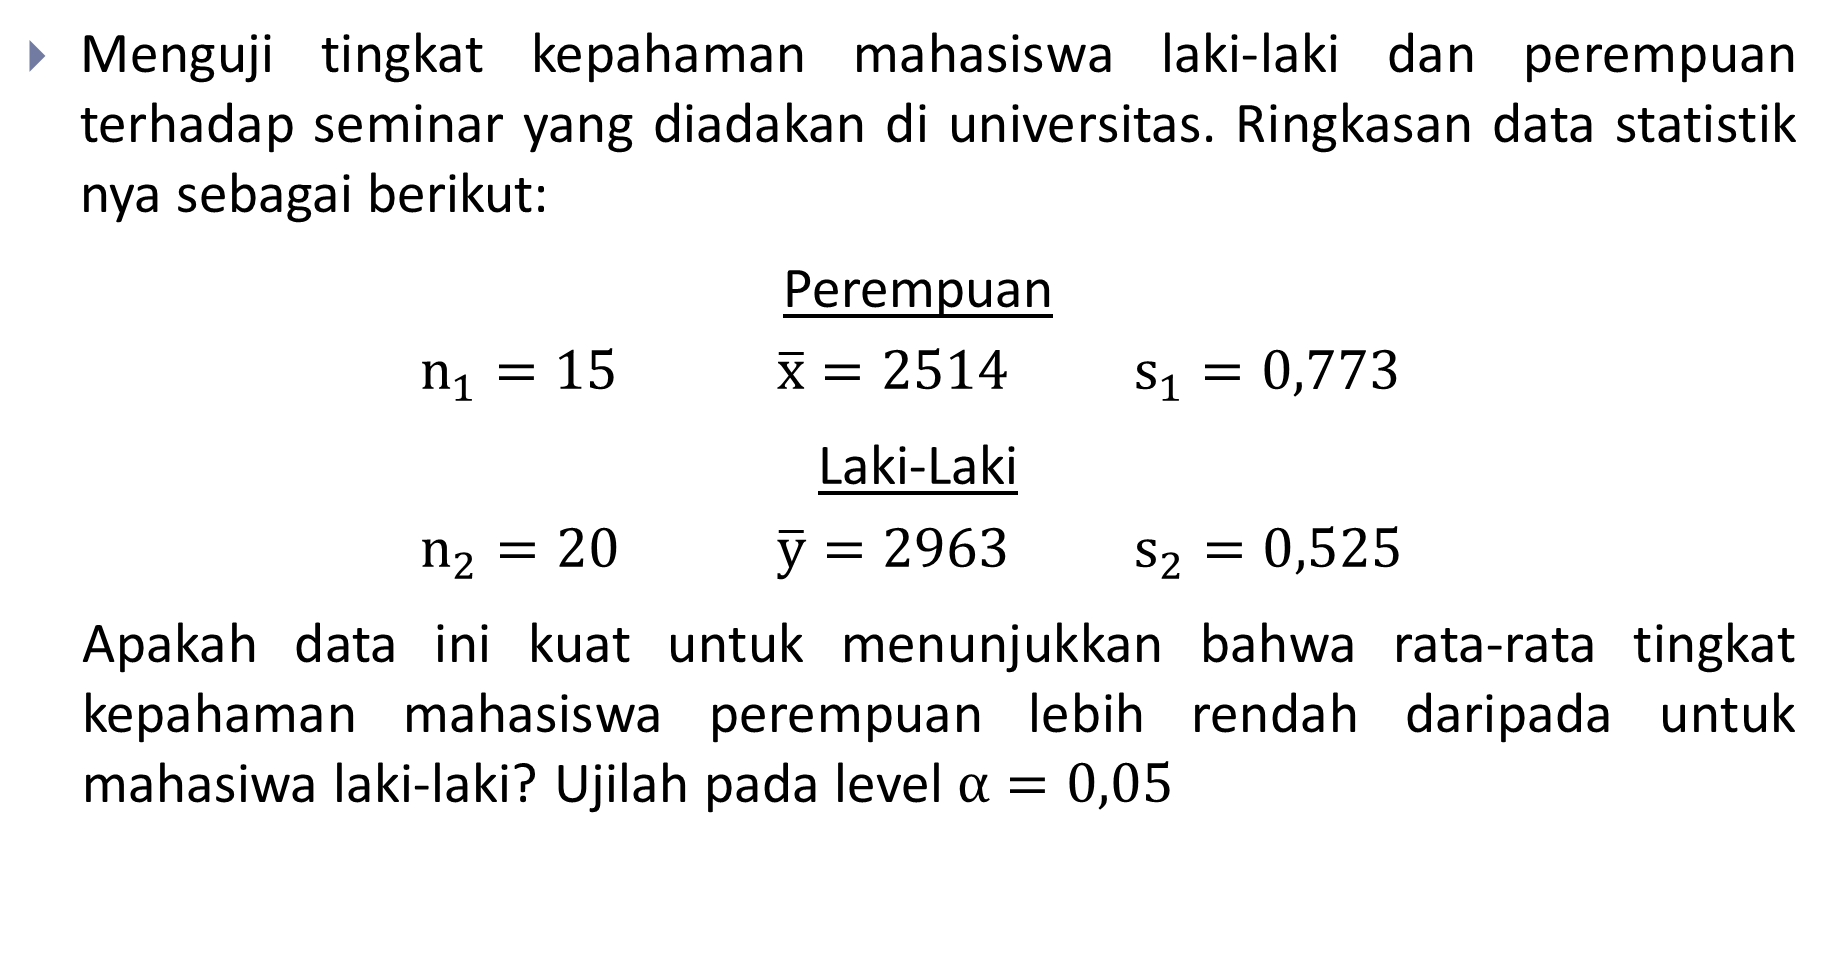 Menguji tingkat kepahaman mahasiswa laki-laki dan perempuan
terhadap seminar yang diadakan di universitas. Ringkasan data statistik
nya sebagai berikut:
Perempuan
n₁ = 15 x̅ = 2514 s₁ = 0,773
Laki-Laki
n₂ = 20 y̅ = 2963 s₂ = 0,525
Apakah data ini kuat untuk menunjukkan bahwa rata-rata tingkat
kepahaman mahasiswa perempuan lebih rendah daripada untuk
mahasiwa laki-laki? Ujilah pada level α = 0,05